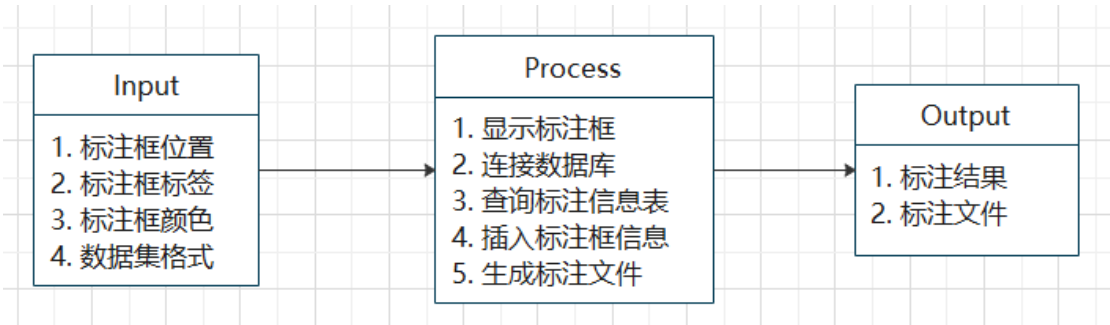 Input
1. 标注框位置
2. 标注框标签
3. 标注框颜色
4. 数据集格式
Process
1. 显示标注框
2. 连接数据库
3. 查询标注信息表
4. 插入标注框信息
5. 生成标注文件
Output
1. 标注结果
2. 标注文件